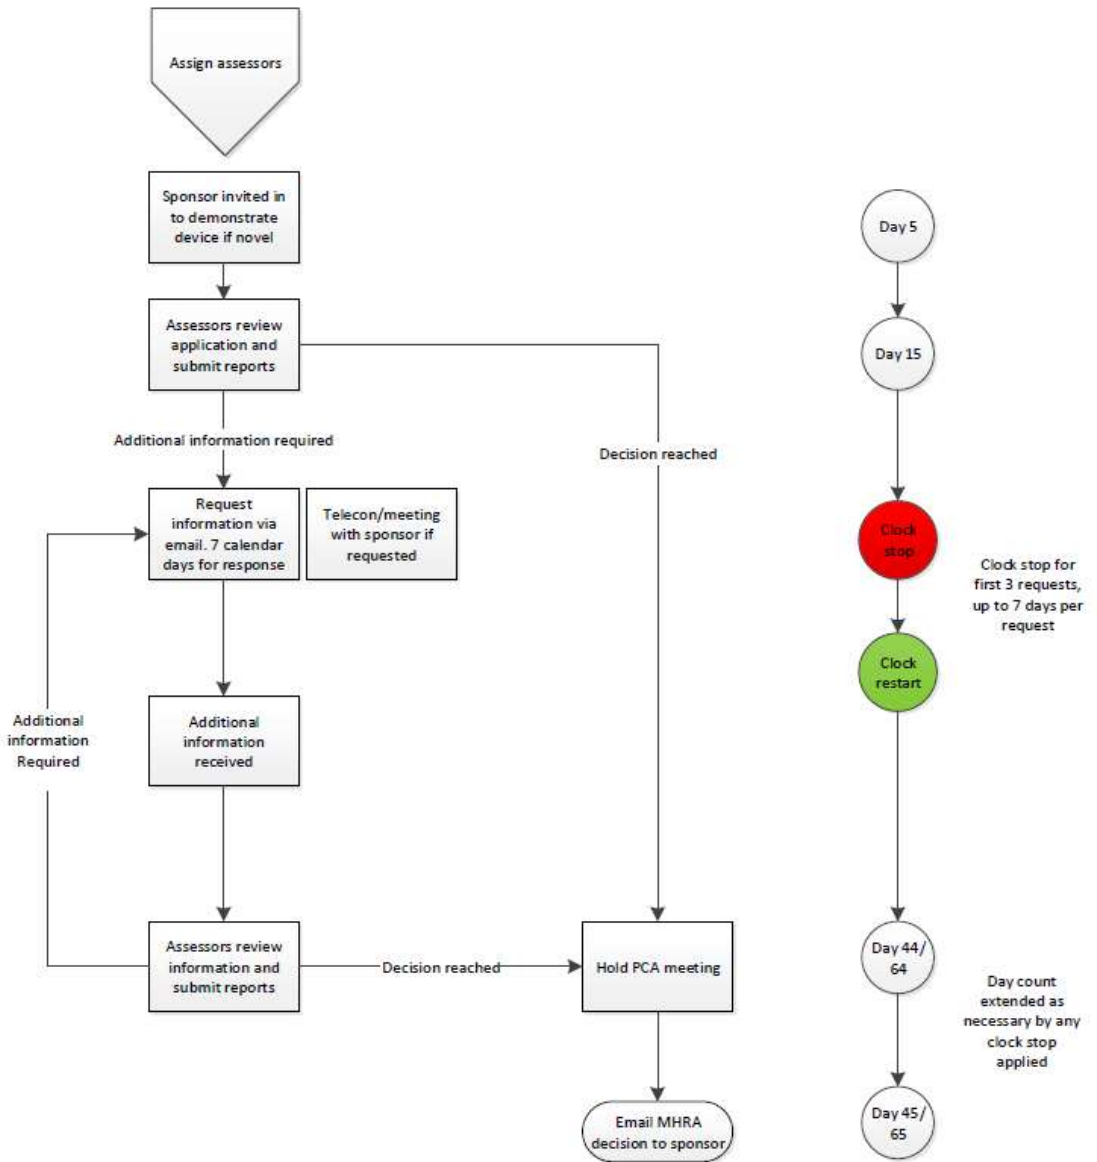 Assign assessors
Sponsor invited in
to demonstrate
device if novel
Day 5
Assessors review
application and
submit reports
Day 15
Additional information required
Decision reached
Request
information via
email. 7 calendar
days for response
Telecon/meeting
with sponsor if
requested
Clock
stop
Clock stop for
first 3 requests,
up to 7 days per
request
Clock
restart
Additional
information
Required
Additional
information
received
Assessors review
information and
submit reports
Decision reached
Hold PCA meeting
Day 44/
64
Day count
extended as
necessary by any
clock stop
applied
Email MHRA
decision to sponsor
Day 45/
65